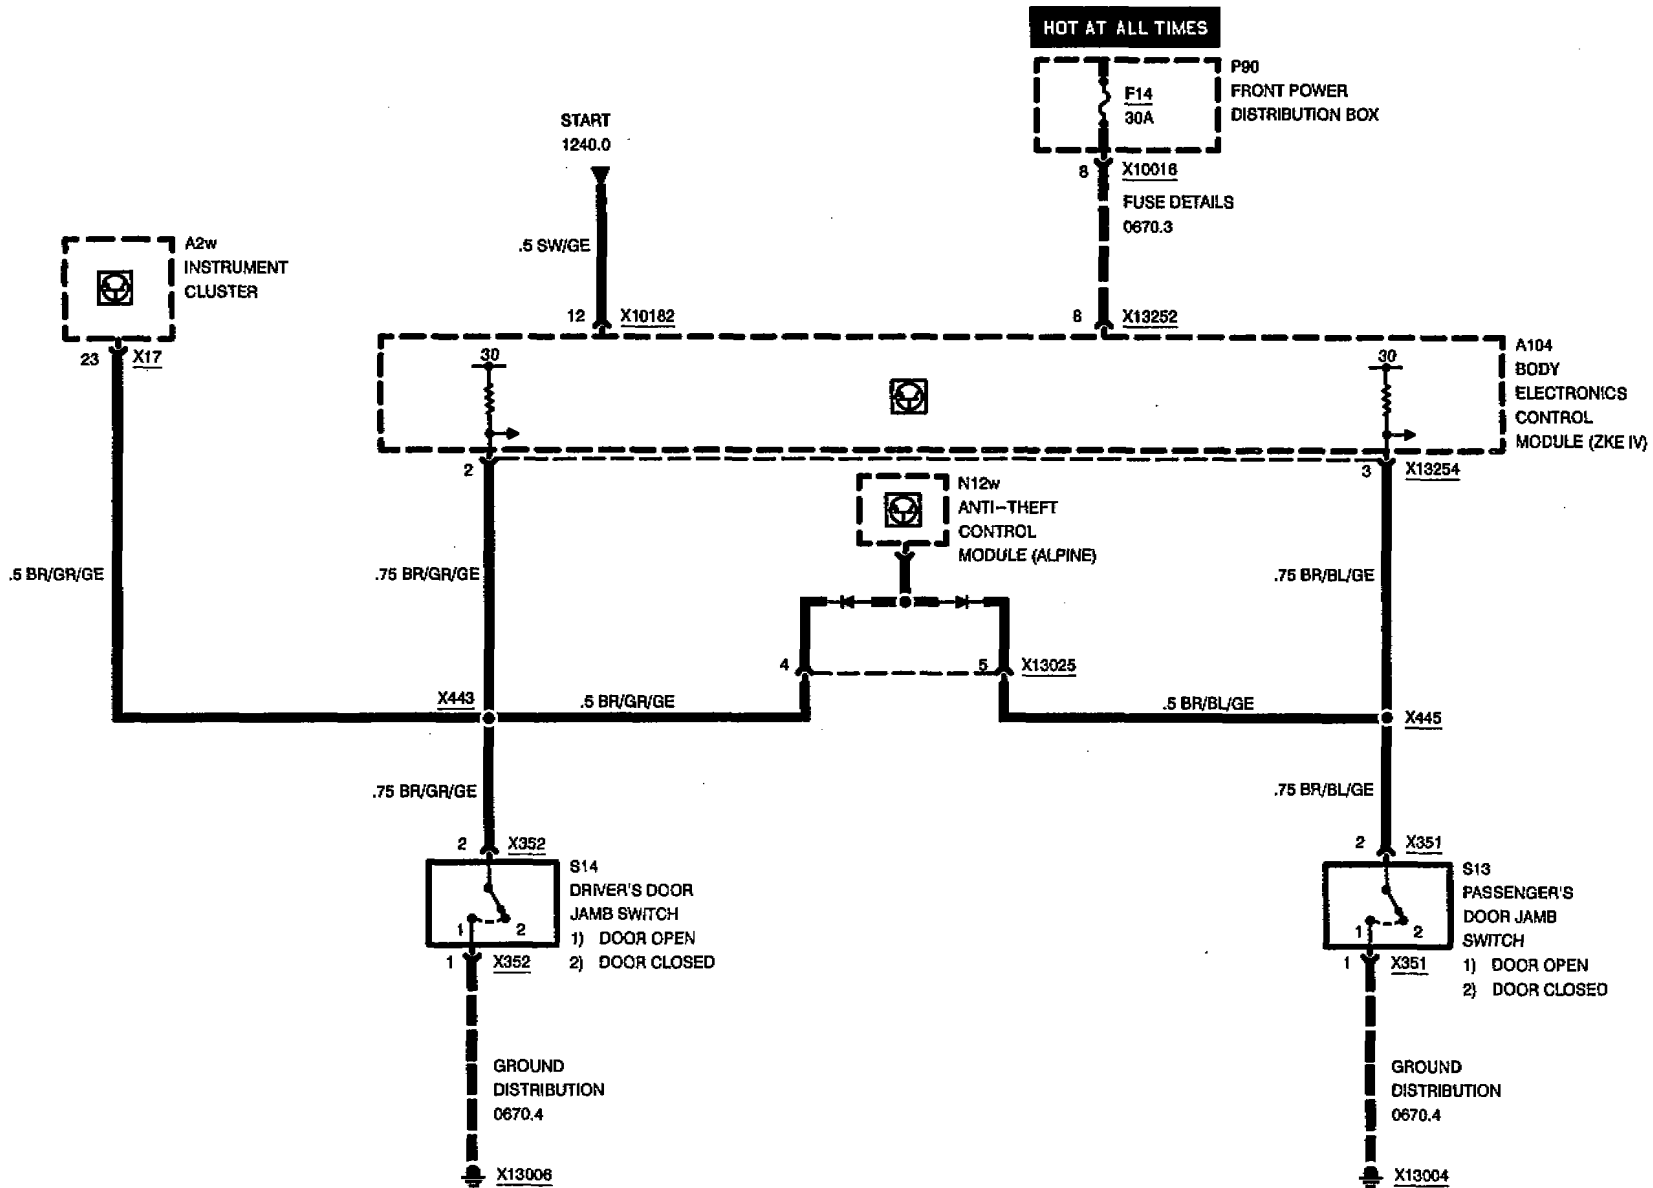 HOT AT ALL TIMES
P90
FRONT POWER
DISTRIBUTION BOX
F14
30A
8 X10016
FUSE DETAILS
0670.3
START
1240.0
.5 SW/GE
A2w
INSTRUMENT
CLUSTER
23 X17
12 X10182
8 X13252
30
30
A104
BODY
ELECTRONICS
CONTROL
MODULE (ZKE IV)
2
3 X13254
N12w
ANTI-THEFT
CONTROL
MODULE (ALPINE)
.5 BR/GR/GE
.75 BR/GR/GE
.75 BR/BL/GE
4
5 X13025
X443
.5 BR/GR/GE
.5 BR/BL/GE
X445
.75 BR/GR/GE
.75 BR/BL/GE
2 X352
S14
DRIVER'S DOOR
JAMB SWITCH
1) DOOR OPEN
2) DOOR CLOSED
1 2
1 X352
2 X351
S13
PASSENGER'S
DOOR JAMB
SWITCH
1) DOOR OPEN
2) DOOR CLOSED
1 2
1 X351
GROUND
DISTRIBUTION
0670.4
GROUND
DISTRIBUTION
0670.4
X13006
X13004